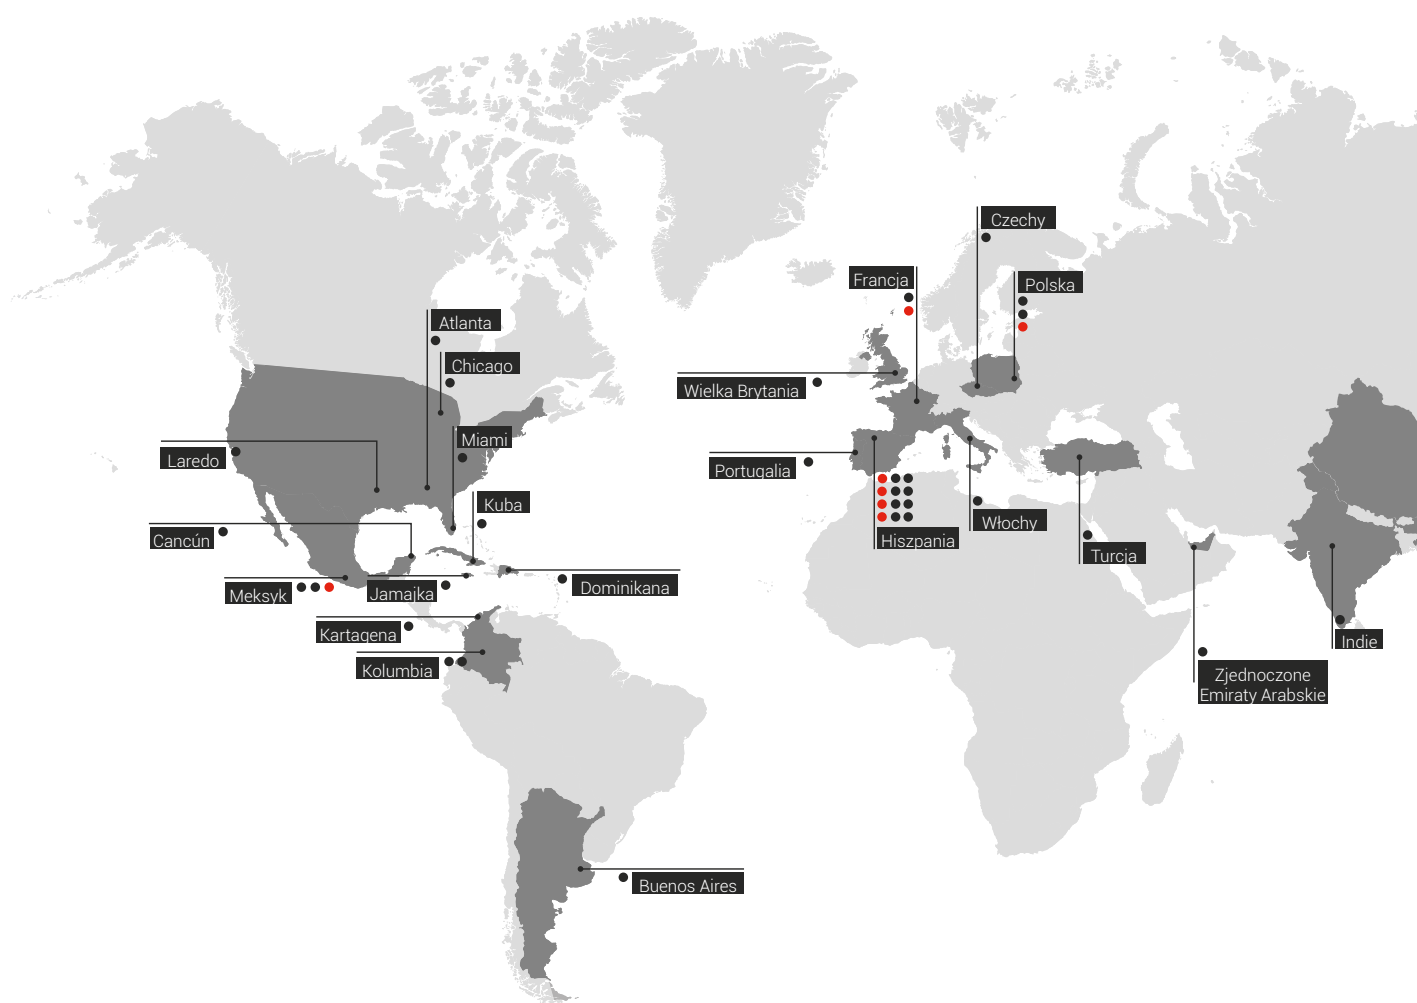 Czechy
Francja
Polska
Atlanta
Chicago
Wielka Brytania
Miami
Laredo
Portugalia
Kuba
Włochy
Cancún
Hiszpania
Turcja
Meksyk
Jamajka
Dominikana
Kartagena
Indie
Kolumbia
Zjednoczone
Emiraty Arabskie
Buenos Aires